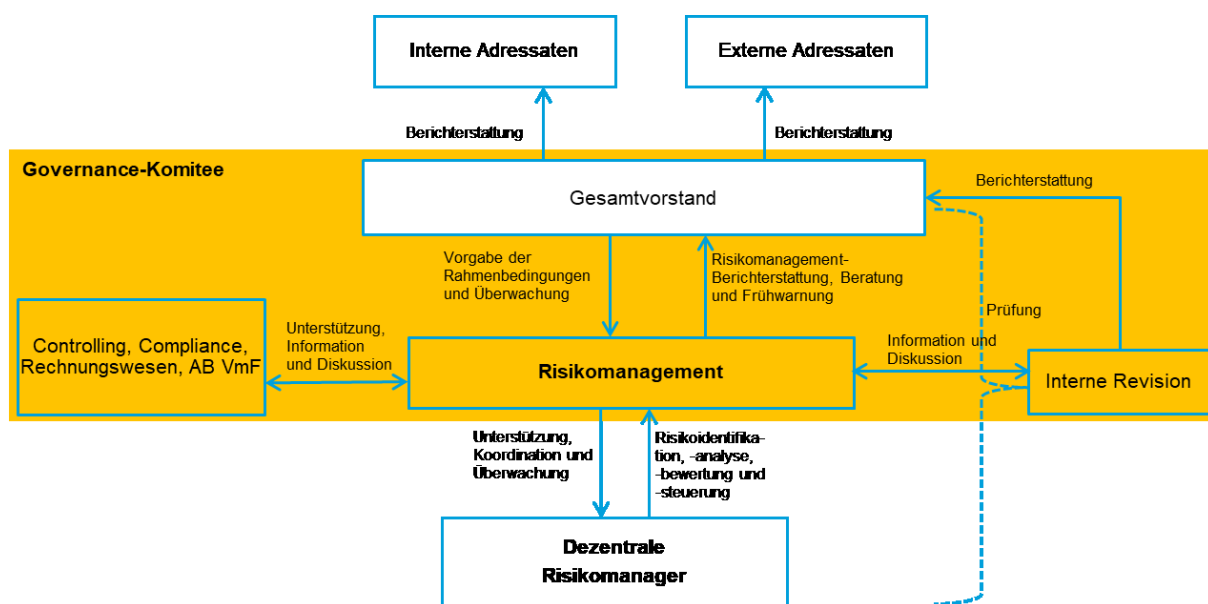 Interne Adressaten
Externe Adressaten
Berichterstattung
Berichterstattung
Governance-Komitee
Gesamtvorstand
Berichterstattung
Vorgabe der
Rahmenbedingungen
und Überwachung
Risikomanagement-
Berichterstattung, Beratung
und Frühwarnung
Prüfung
Controlling, Compliance,
Rechnungswesen, AB VmF
Unterstützung,
Information
und Diskussion
Risikomanagement
Information und
Diskussion
Interne Revision
Unterstützung,
Koordination und
Überwachung
Risikoidentifika-
tion, -analyse,
-bewertung und
-steuerung
Dezentrale
Risikomanager